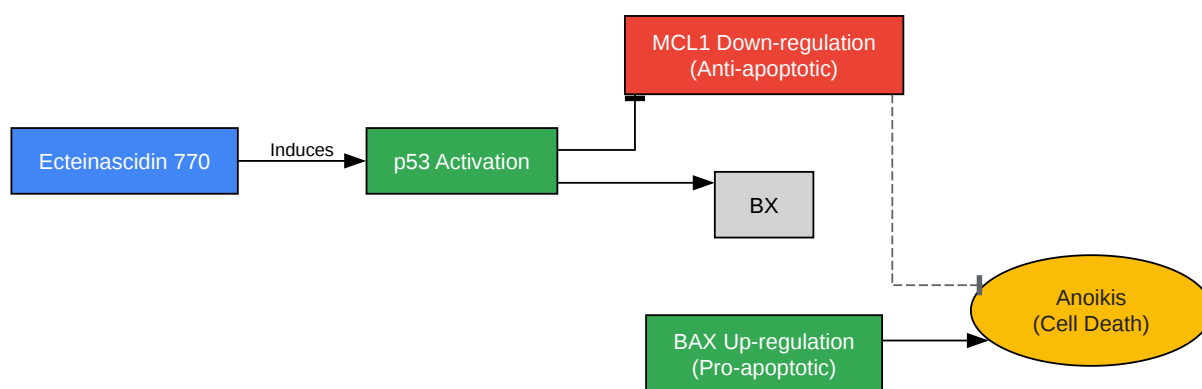 MCL1 Down-regulation
(Anti-apoptotic)
Ecteinascidin 770
Induces
p53 Activation
BX
Anoikis
(Cell Death)
BAX Up-regulation
(Pro-apoptotic)